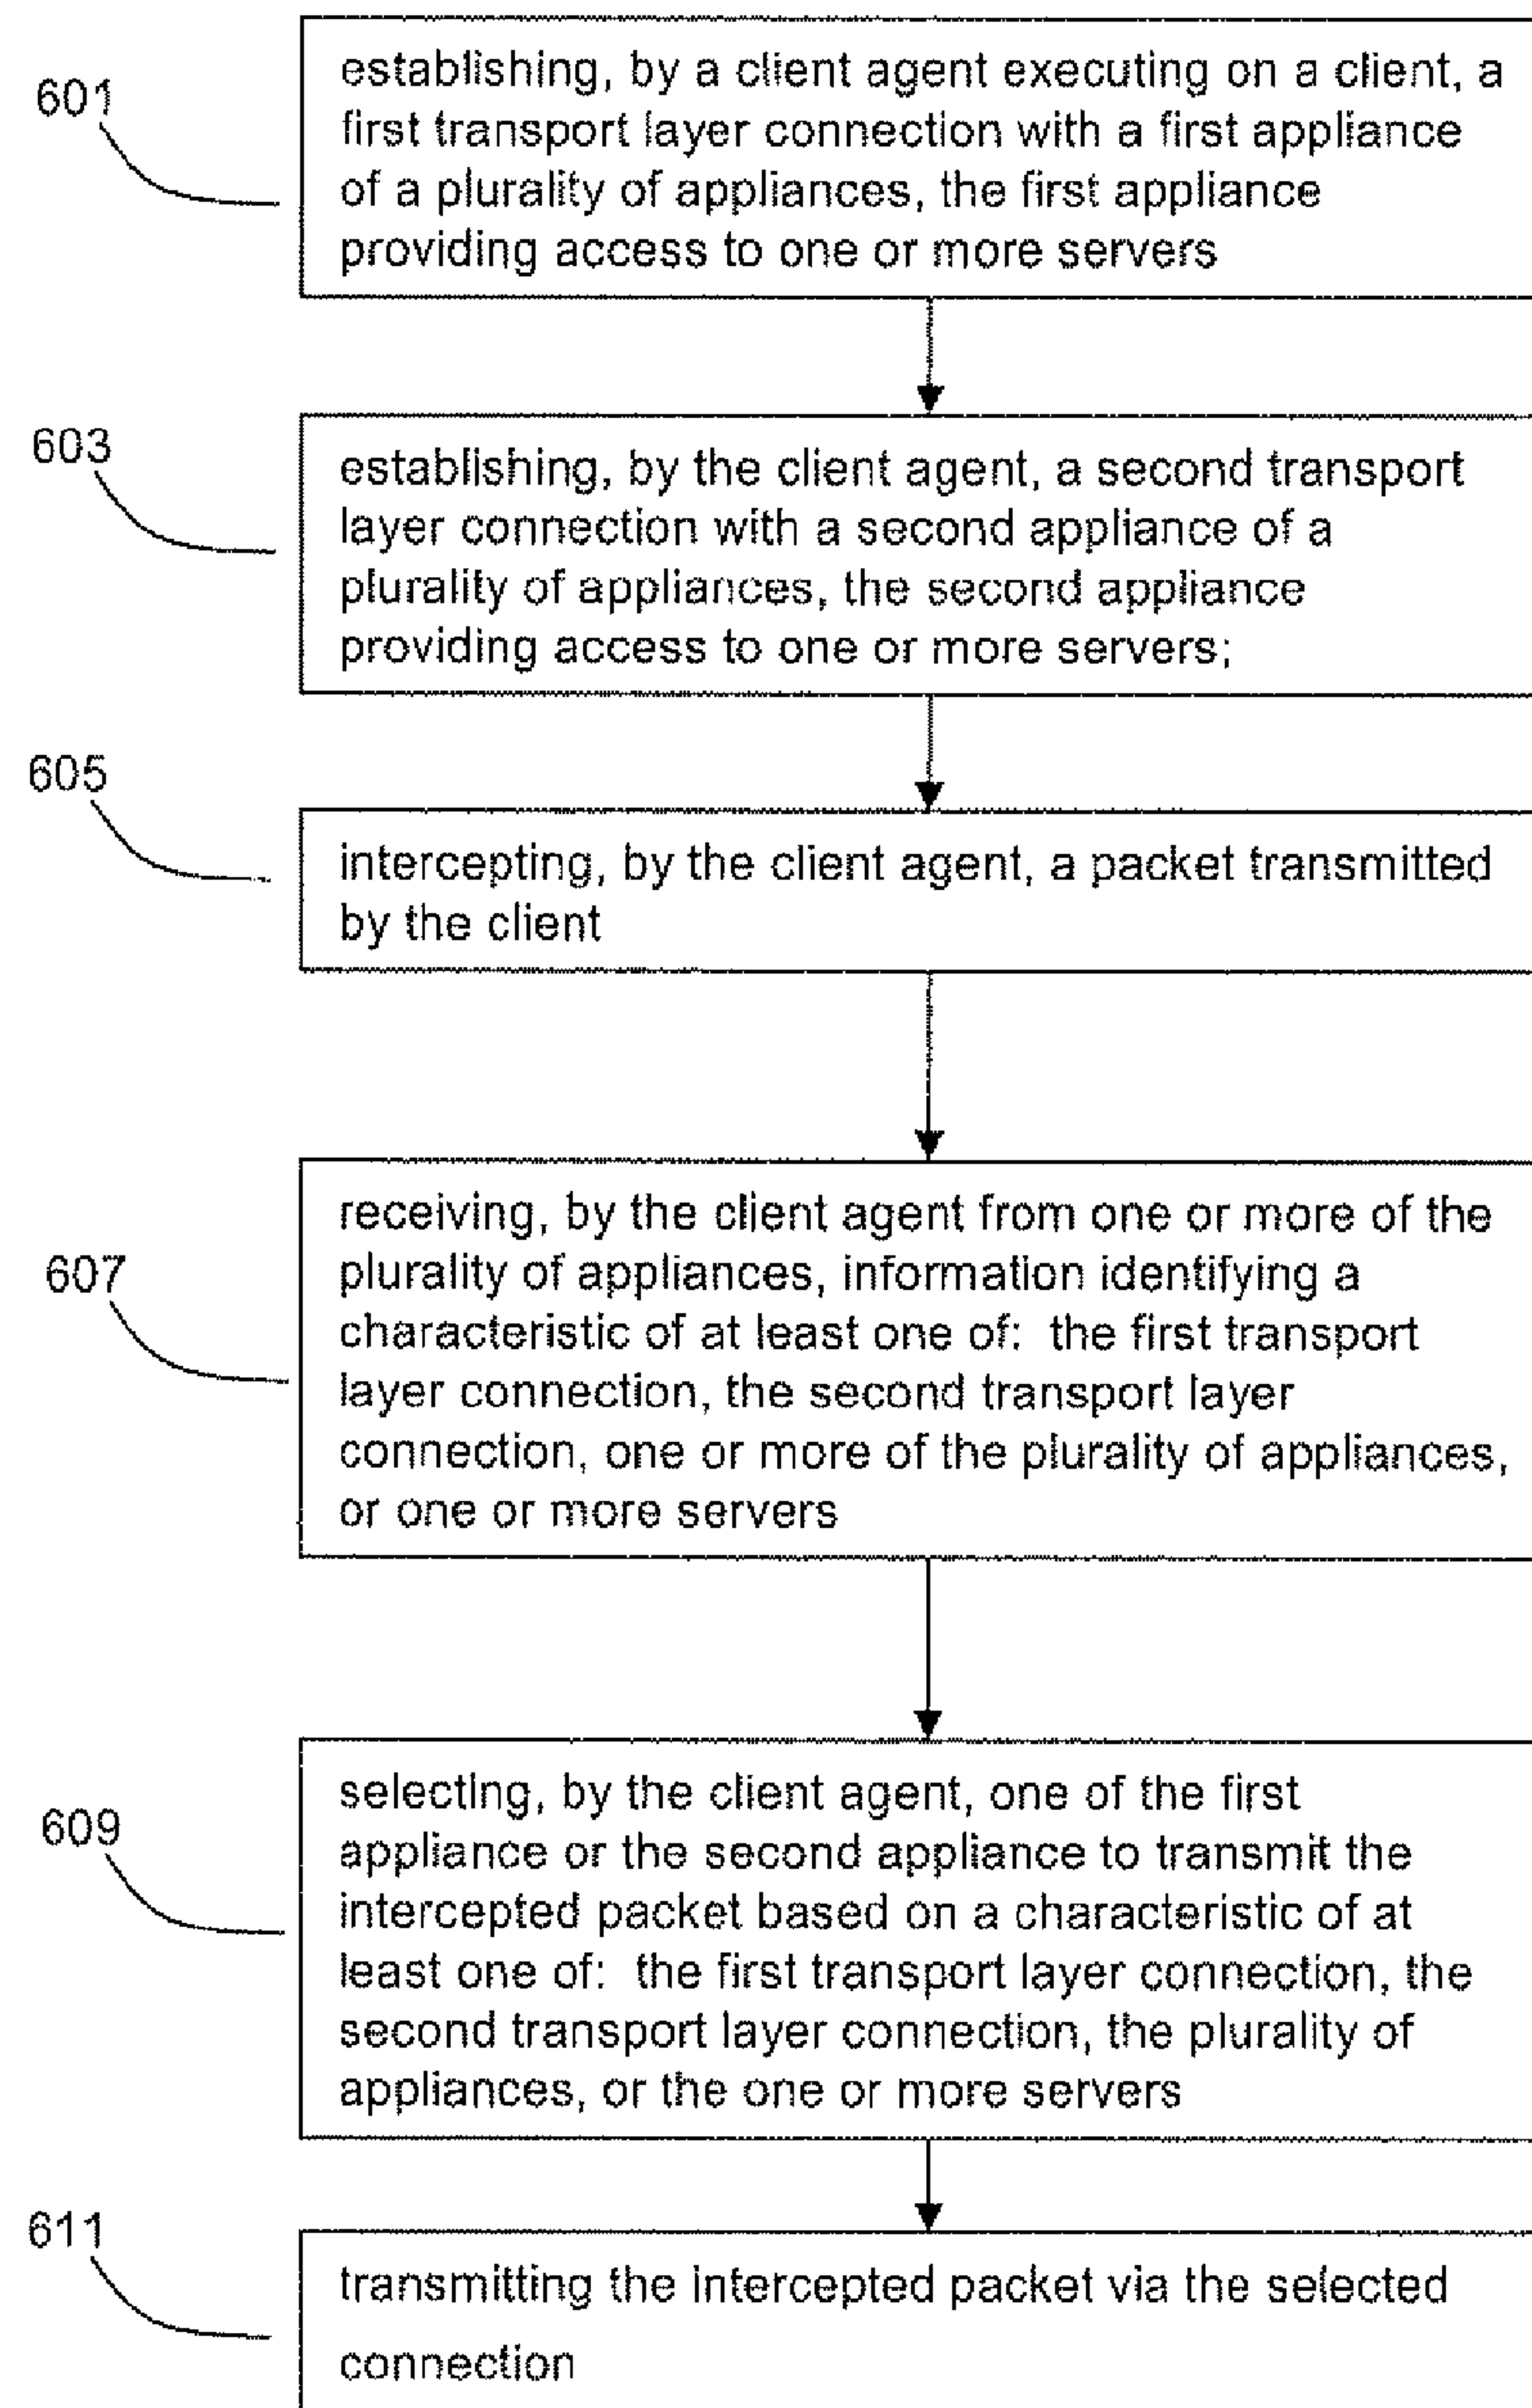 601
establishing, by a client agent executing on a client, a
first transport layer connection with a first appliance
of a plurality of appliances, the first appliance
providing access to one or more servers
603
establishing, by the client agent, a second transport
layer connection with a second appliance of a
plurality of appliances, the second appliance
providing access to one or more servers;
605
intercepting, by the client agent, a packet transmitted
by the client
607
receiving, by the client agent from one or more of the
plurality of appliances, information identifying a
characteristic of at least one of: the first transport
layer connection, the second transport layer
connection, one or more of the plurality of appliances,
or one or more servers
609
selecting, by the client agent, one of the first
appliance or the second appliance to transmit the
intercepted packet based on a characteristic of at
least one of: the first transport layer connection, the
second transport layer connection, the plurality of
appliances, or the one or more servers
611
transmitting the intercepted packet via the selected
connection